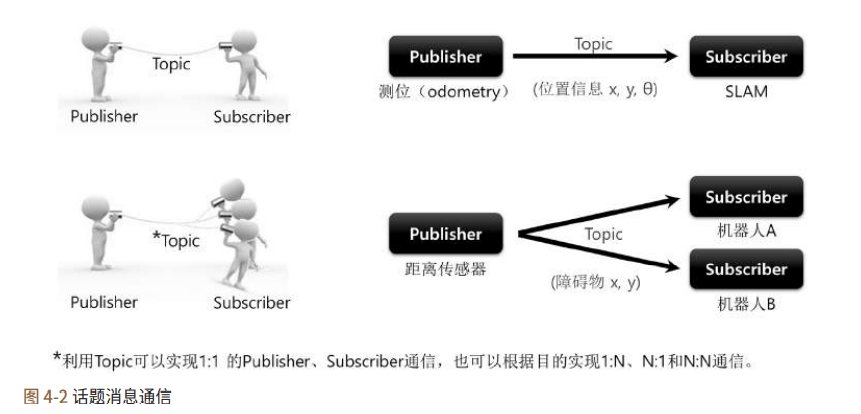 Topic
Publisher
Subscriber
Publisher
Topic
Subscriber
测位（odometry）
(位置信息 x, y, θ)
SLAM
*Topic
Publisher
Subscriber
Publisher
Topic
Subscriber
机器人A
Subscriber
距离传感器
(障碍物 x, y)
机器人B
*利用Topic可以实现1:1 的Publisher、Subscriber通信，也可以根据目的实现1:N、N:1和N:N通信。
图 4-2 话题消息通信